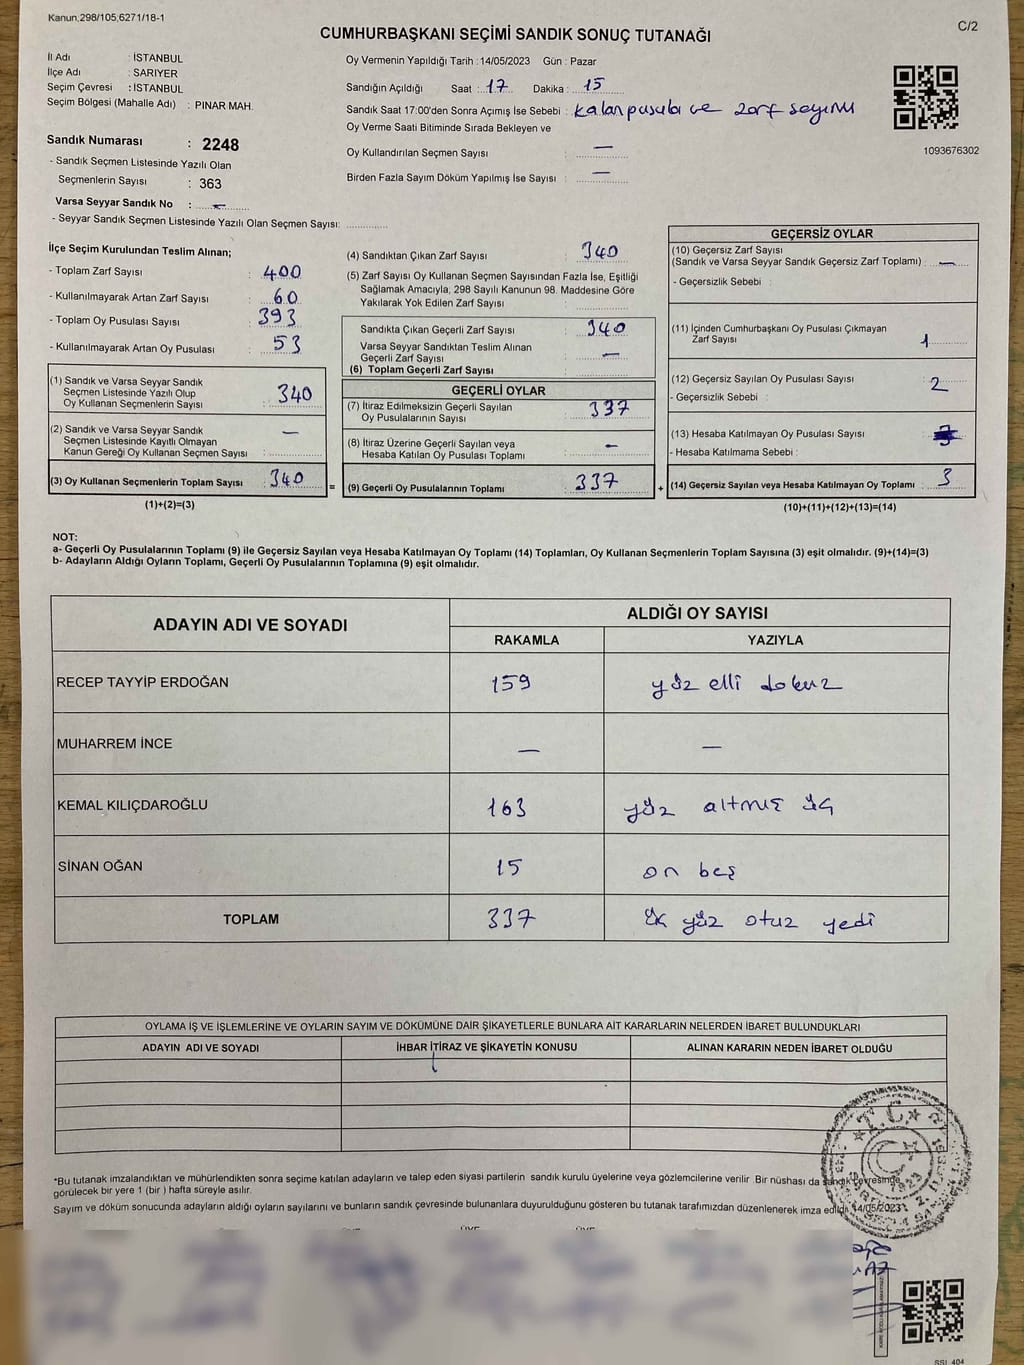 Kanun;298/105;6271/18-1
C/2
CUMHURBAŞKANI SEÇİMİ SANDIK SONUÇ TUTANAĞI
İl Adı : İSTANBUL
İlçe Adı : SARIYER
Seçim Çevresi : İSTANBUL
Seçim Bölgesi (Mahalle Adı) : PINAR MAH.
Sandık Numarası : 2248
- Sandık Seçmen Listesinde Yazılı Olan
Seçmenlerin Sayısı : 363
Varsa Seyyar Sandık No : —
- Seyyar Sandık Seçmen Listesinde Yazılı Olan Seçmen Sayısı:
Oy Vermenin Yapıldığı Tarih :14/05/2023 Gün : Pazar
Sandığın Açıldığı Saat : 17 Dakika : 15
Sandık Saat 17:00'den Sonra Açımış İse Sebebi : kalan pusula ve zarf sayımı
Oy Verme Saati Bitiminde Sırada Bekleyen ve
Oy Kullandırılan Seçmen Sayısı : —
Birden Fazla Sayım Döküm Yapılmış İse Sayısı : —
1093676302
İlçe Seçim Kurulundan Teslim Alınan;
- Toplam Zarf Sayısı : 400
- Kullanılmayarak Artan Zarf Sayısı : 60
- Toplam Oy Pusulası Sayısı : 393
- Kullanılmayarak Artan Oy Pusulası : 53
(1) Sandık ve Varsa Seyyar Sandık
Seçmen Listesinde Yazılı Olup
Oy Kullanan Seçmenlerin Sayısı : 340
(2) Sandık ve Varsa Seyyar Sandık
Seçmen Listesinde Kayıtlı Olmayan
Kanun Gereği Oy Kullanan Seçmen Sayısı : —
(3) Oy Kullanan Seçmenlerin Toplam Sayısı : 340
(1)+(2)=(3)
=
(4) Sandıktan Çıkan Zarf Sayısı : 340
(5) Zarf Sayısı Oy Kullanan Seçmen Sayısından Fazla İse, Eşitliği
Sağlamak Amacıyla, 298 Sayılı Kanunun 98. Maddesine Göre
Yakılarak Yok Edilen Zarf Sayısı :
Sandıkta Çıkan Geçerli Zarf Sayısı : 340
Varsa Seyyar Sandıktan Teslim Alınan
Geçerli Zarf Sayısı : —
(6) Toplam Geçerli Zarf Sayısı :
GEÇERLİ OYLAR
(7) İtiraz Edilmeksizin Geçerli Sayılan
Oy Pusulalarının Sayısı : 337
(8) İtiraz Üzerine Geçerli Sayılan veya
Hesaba Katılan Oy Pusulası Toplamı : —
(9) Geçerli Oy Pusulalarının Toplamı : 337
+
GEÇERSİZ OYLAR
(10) Geçersiz Zarf Sayısı
(Sandık ve Varsa Seyyar Sandık Geçersiz Zarf Toplamı) : —
- Geçersizlik Sebebi :
(11) İçinden Cumhurbaşkanı Oy Pusulası Çıkmayan
Zarf Sayısı : 1
(12) Geçersiz Sayılan Oy Pusulası Sayısı : 2
- Geçersizlik Sebebi :
(13) Hesaba Katılmayan Oy Pusulası Sayısı :
- Hesaba Katılmama Sebebi :
(14) Geçersiz Sayılan veya Hesaba Katılmayan Oy Toplamı : 3
(10)+(11)+(12)+(13)=(14)
NOT:
a- Geçerli Oy Pusulalarının Toplamı (9) ile Geçersiz Sayılan veya Hesaba Katılmayan Oy Toplamı (14) Toplamları, Oy Kullanan Seçmenlerin Toplam Sayısına (3) eşit olmalıdır. (9)+(14)=(3)
b- Adayların Aldığı Oyların Toplamı, Geçerli Oy Pusulalarının Toplamına (9) eşit olmalıdır.
ADAYIN ADI VE SOYADI
ALDIĞI OY SAYISI
RAKAMLA YAZIYLA
RECEP TAYYİP ERDOĞAN 159 yüz elli dokuz
MUHARREM İNCE — —
KEMAL KILIÇDAROĞLU 163 yüz altmış üç
SİNAN OĞAN 15 on beş
TOPLAM 337 üç yüz otuz yedi
OYLAMA İŞ VE İŞLEMLERİNE VE OYLARIN SAYIM VE DÖKÜMÜNE DAİR ŞİKAYETLERLE BUNLARA AİT KARARLARIN NELERDEN İBARET BULUNDUKLARI
ADAYIN ADI VE SOYADI İHBAR İTİRAZ VE ŞİKAYETİN KONUSU ALINAN KARARIN NEDEN İBARET OLDUĞU
*Bu tutanak imzalandıktan ve mühürlendikten sonra seçime katılan adayların ve talep eden siyasi partilerin sandık kurulu üyelerine veya gözlemcilerine verilir. Bir nüshası da sandık çevresinde
görülecek bir yere 1 (bir ) hafta süreyle asılır.
Sayım ve döküm sonucunda adayların aldığı oyların sayılarını ve bunların sandık çevresinde bulunanlara duyurulduğunu gösteren bu tutanak tarafımızdan düzenlenerek imza edildi. 14/05/2023
T.C.
SSI 404